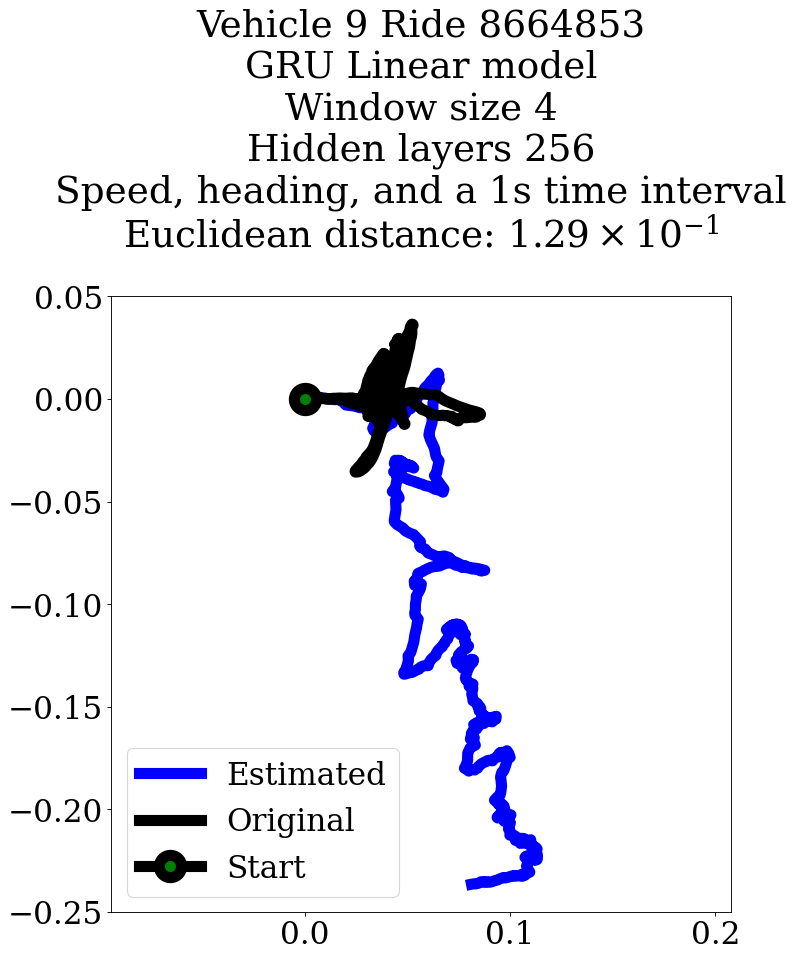 Vehicle 9 Ride 8664853
GRU Linear model
Window size 4
Hidden layers 256
Speed, heading, and a 1s time interval
Euclidean distance: 1.29 × 10⁻¹
0.05
0.00
−0.05
−0.10
−0.15
−0.20
−0.25
Estimated
Original
Start
0.0 0.1 0.2